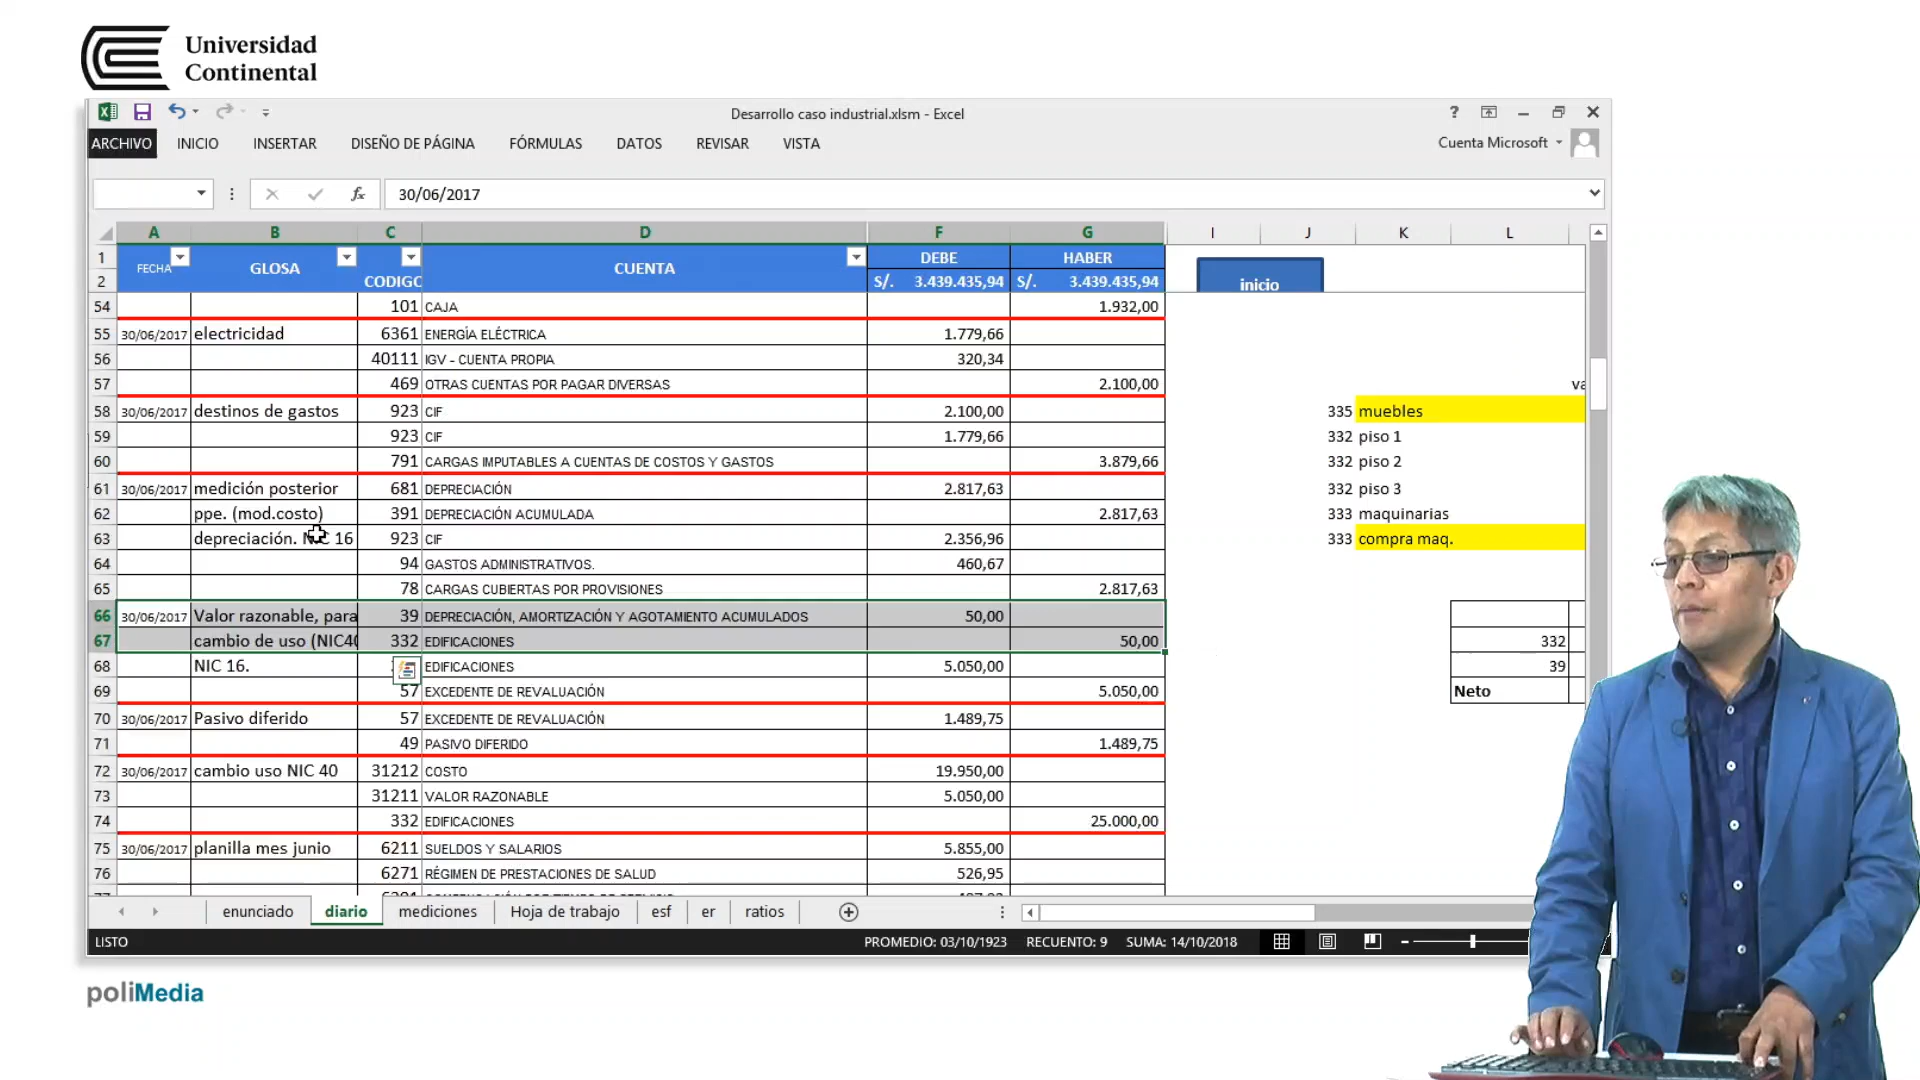 Universidad
Continental
Desarrollo caso industrial.xlsm - Excel
ARCHIVO INICIO INSERTAR DISEÑO DE PÁGINA FÓRMULAS DATOS REVISAR VISTA Cuenta Microsoft
fx 30/06/2017
A B C D F G I J K L
1 FECHA GLOSA CODIGO CUENTA DEBE HABER
2 S/. 3.439.435,94 S/. 3.439.435,94 inicio
54 101 CAJA 1.932,00
55 30/06/2017 electricidad 6361 ENERGÌA ELÉCTRICA 1.779,66
56 40111 IGV - CUENTA PROPIA 320,34
57 469 OTRAS CUENTAS POR PAGAR DIVERSAS 2.100,00 va
58 30/06/2017 destinos de gastos 923 CIF 2.100,00 335 muebles
59 923 CIF 1.779,66 332 piso 1
60 791 CARGAS IMPUTABLES A CUENTAS DE COSTOS Y GASTOS 3.879,66 332 piso 2
61 30/06/2017 medición posterior 681 DEPRECIACIÓN 2.817,63 332 piso 3
62 ppe. (mod.costo) 391 DEPRECIACIÓN ACUMULADA 2.817,63 333 maquinarias
63 depreciación. NIC 16 923 CIF 2.356,96 333 compra maq.
64 94 GASTOS ADMINISTRATIVOS. 460,67
65 78 CARGAS CUBIERTAS POR PROVISIONES 2.817,63
66 30/06/2017 Valor razonable, para 39 DEPRECIACIÓN, AMORTIZACIÓN Y AGOTAMIENTO ACUMULADOS 50,00
67 cambio de uso (NIC40 332 EDIFICACIONES 50,00 332
68 NIC 16. EDIFICACIONES 5.050,00 39
69 57 EXCEDENTE DE REVALUACIÓN 5.050,00 Neto
70 30/06/2017 Pasivo diferido 57 EXCEDENTE DE REVALUACIÓN 1.489,75
71 49 PASIVO DIFERIDO 1.489,75
72 30/06/2017 cambio uso NIC 40 31212 COSTO 19.950,00
73 31211 VALOR RAZONABLE 5.050,00
74 332 EDIFICACIONES 25.000,00
75 30/06/2017 planilla mes junio 6211 SUELDOS Y SALARIOS 5.855,00
76 6271 RÉGIMEN DE PRESTACIONES DE SALUD 526,95
enunciado diario mediciones Hoja de trabajo esf er ratios
LISTO PROMEDIO: 03/10/1923 RECUENTO: 9 SUMA: 14/10/2018
poliMedia